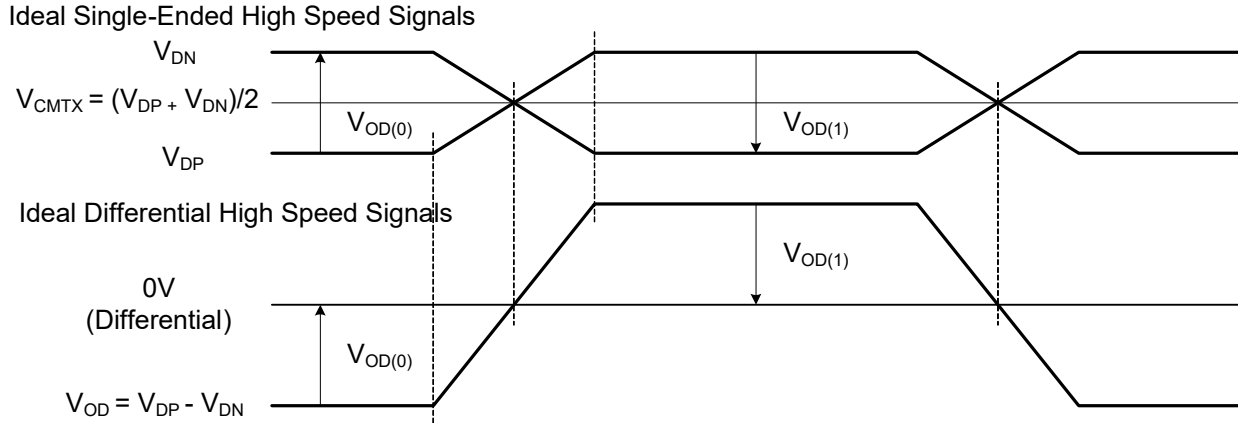 Ideal Single-Ended High Speed Signals
VDN
VCMTX = (VDP + VDN)/2
VOD(0)
VOD(1)
VDP
Ideal Differential High Speed Signals
VOD(1)
0V
(Differential)
VOD(0)
VOD = VDP - VDN